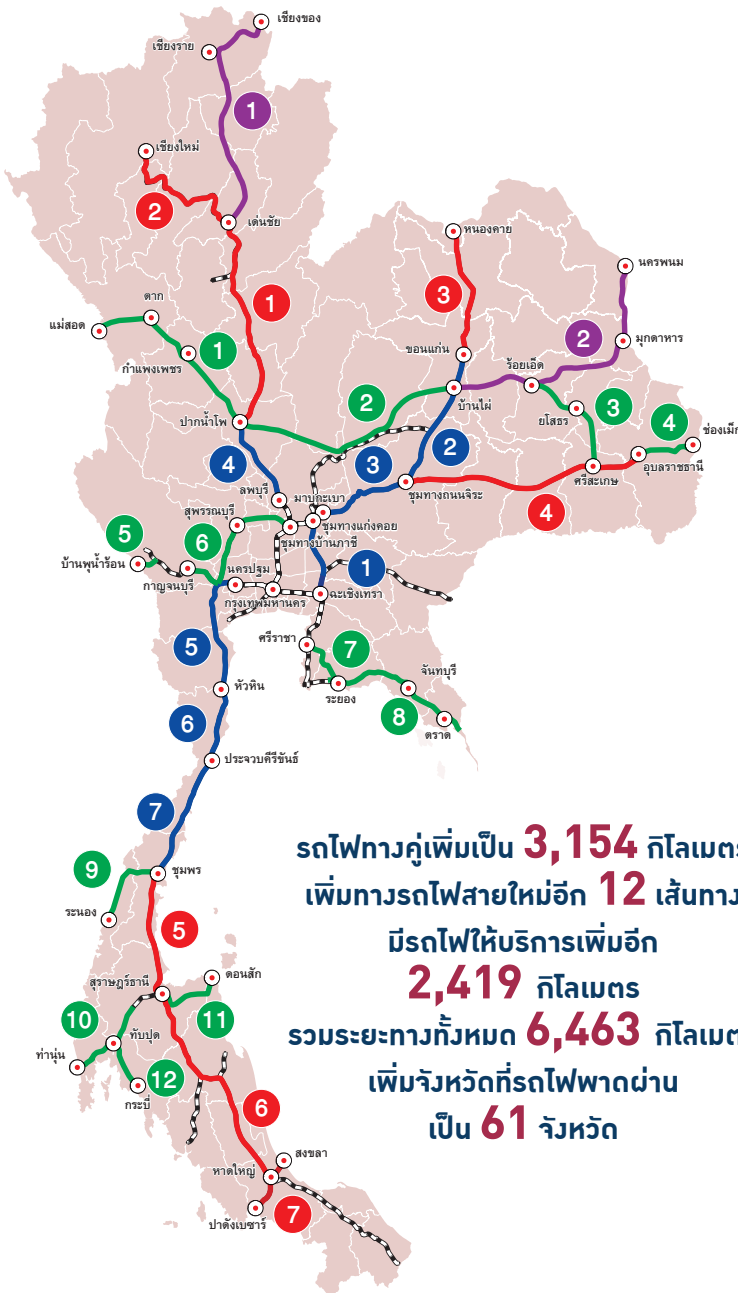 เชียงของ
เชียงราย
1
เชียงใหม่
2
เด่นชัย
หนองคาย
นครพนม
3
ตาก
แม่สอด
1
1
2
มุกดาหาร
กำแพงเพชร
ขอนแก่น
ร้อยเอ็ด
2
บ้านไผ่
3
ยโสธร
4
ช่องเม็ก
ปากน้ำโพ
4
3
2
อุบลราชธานี
ศรีสะเกษ
ลพบุรี
มาบกะเบา
ชุมทางถนนจิระ
4
สุพรรณบุรี
ชุมทางแก่งคอย
ชุมทางบ้านภาชี
5
6
บ้านพุน้ำร้อน
กาญจนบุรี
นครปฐม
1
กรุงเทพมหานคร
ฉะเชิงเทรา
5
ศรีราชา
7
จันทบุรี
ระยอง
หัวหิน
8
ตราด
6
ประจวบคีรีขันธ์
7
ชุมพร
9
ระนอง
5
สุราษฎร์ธานี
ดอนสัก
10
11
ทับปุด
ท่านุ่น
12
กระบี่
6
สงขลา
หาดใหญ่
ปาดังเบซาร์
7
รถไฟทางคู่เพิ่มเป็น 3,154 กิโลเมตร
เพิ่มทางรถไฟสายใหม่อีก 12 เส้นทาง
มีรถไฟให้บริการเพิ่มอีก
2,419 กิโลเมตร
รวมระยะทางทั้งหมด 6,463 กิโลเมต
เพิ่มจังหวัดที่รถไฟพาดผ่าน
เป็น 61 จังหวัด